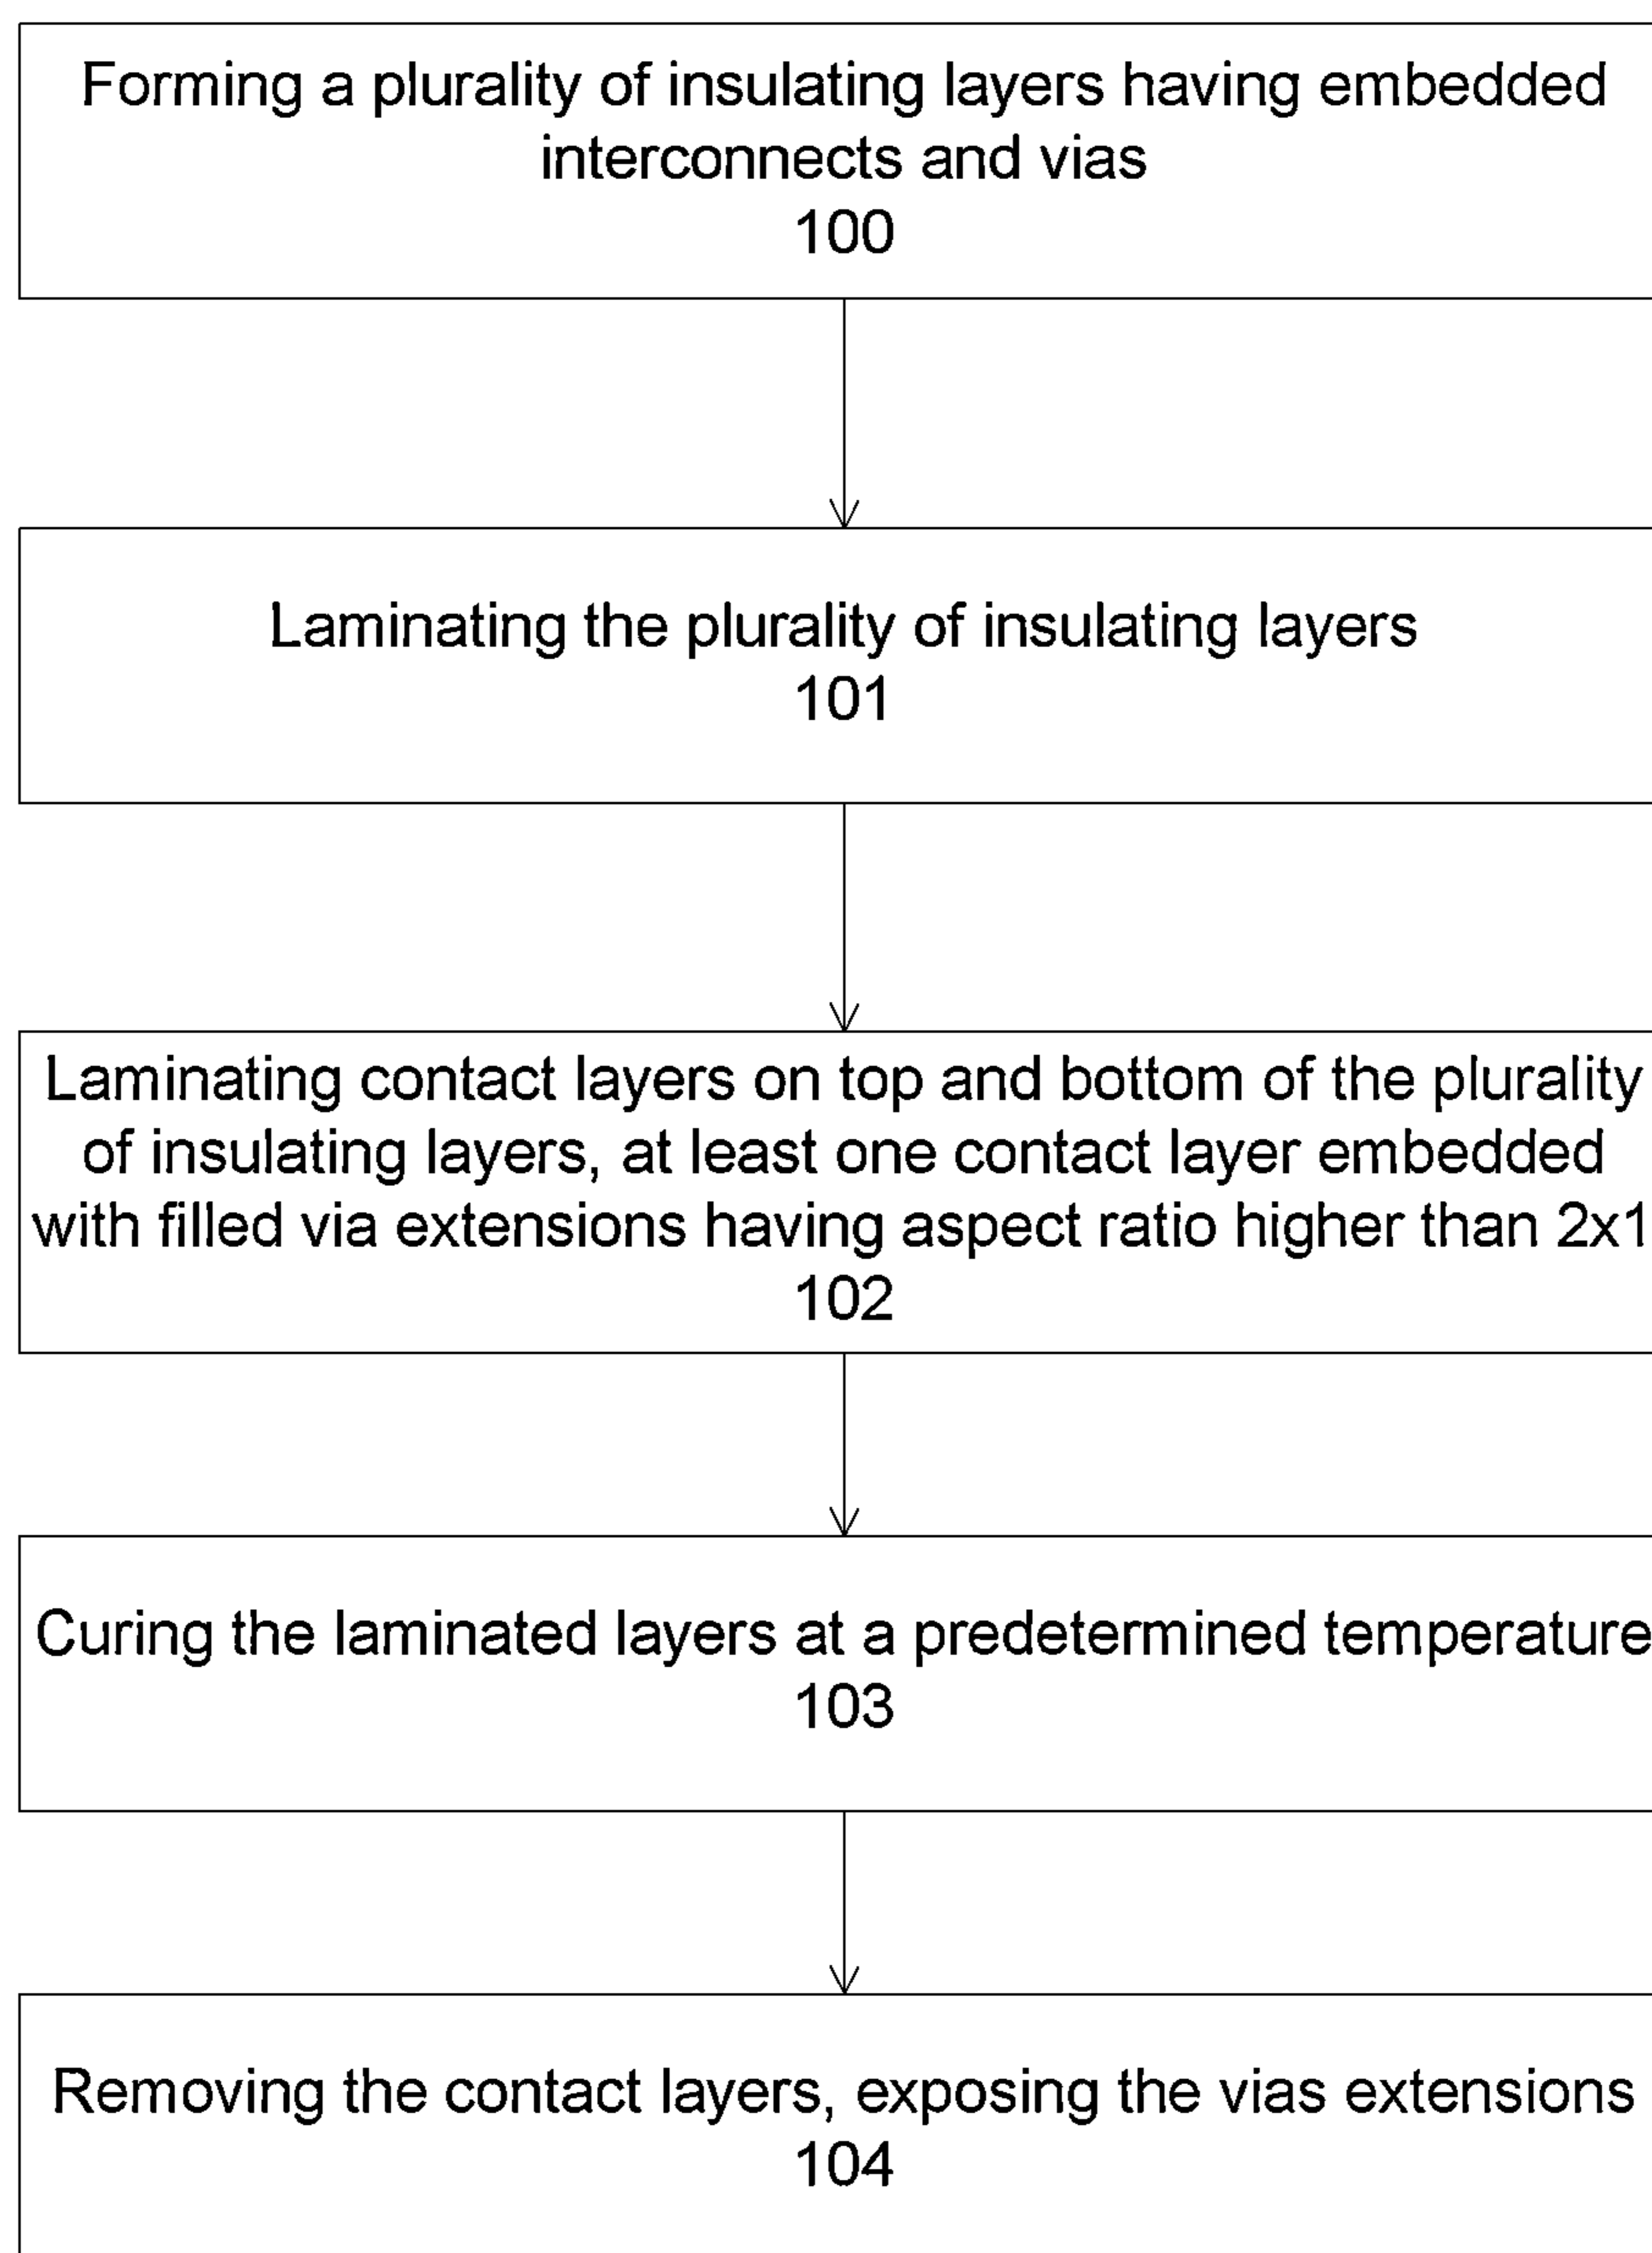 Forming a plurality of insulating layers having embedded
interconnects and vias
100
Laminating the plurality of insulating layers
101
Laminating contact layers on top and bottom of the plurality
of insulating layers, at least one contact layer embedded
with filled via extensions having aspect ratio higher than 2x1
102
Curing the laminated layers at a predetermined temperature
103
Removing the contact layers, exposing the vias extensions
104